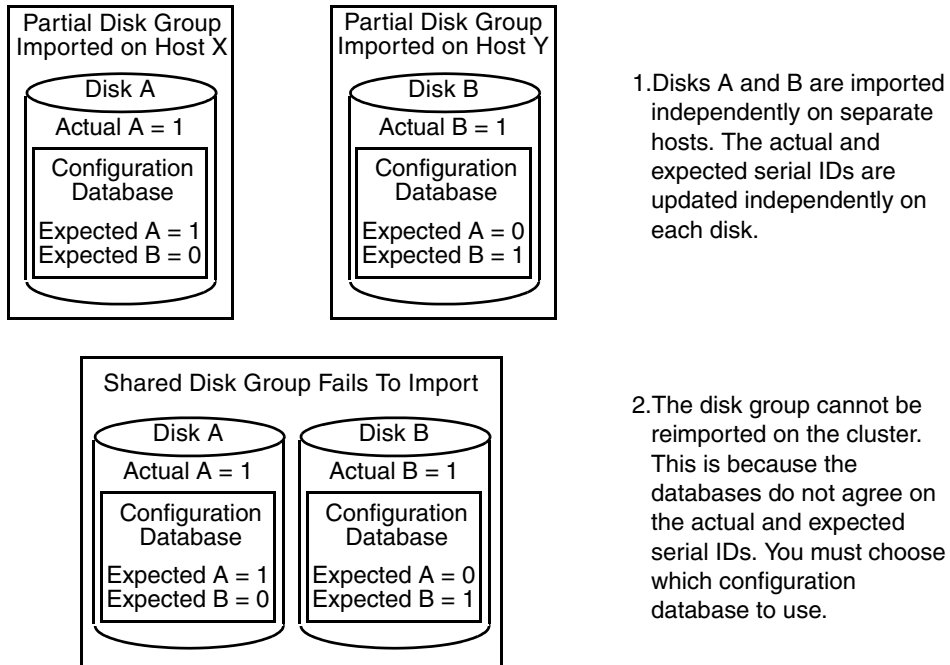 Partial Disk Group
Imported on Host X
Disk A
Actual A = 1
Configuration
Database
Expected A = 1
Expected B = 0
Partial Disk Group
Imported on Host Y
Disk B
Actual B = 1
Configuration
Database
Expected A = 0
Expected B = 1
1.Disks A and B are imported
independently on separate
hosts. The actual and
expected serial IDs are
updated independently on
each disk.
Shared Disk Group Fails To Import
Disk A
Actual A = 1
Configuration
Database
Expected A = 1
Expected B = 0
Disk B
Actual B = 1
Configuration
Database
Expected A = 0
Expected B = 1
2.The disk group cannot be
reimported on the cluster.
This is because the
databases do not agree on
the actual and expected
serial IDs. You must choose
which configuration
database to use.